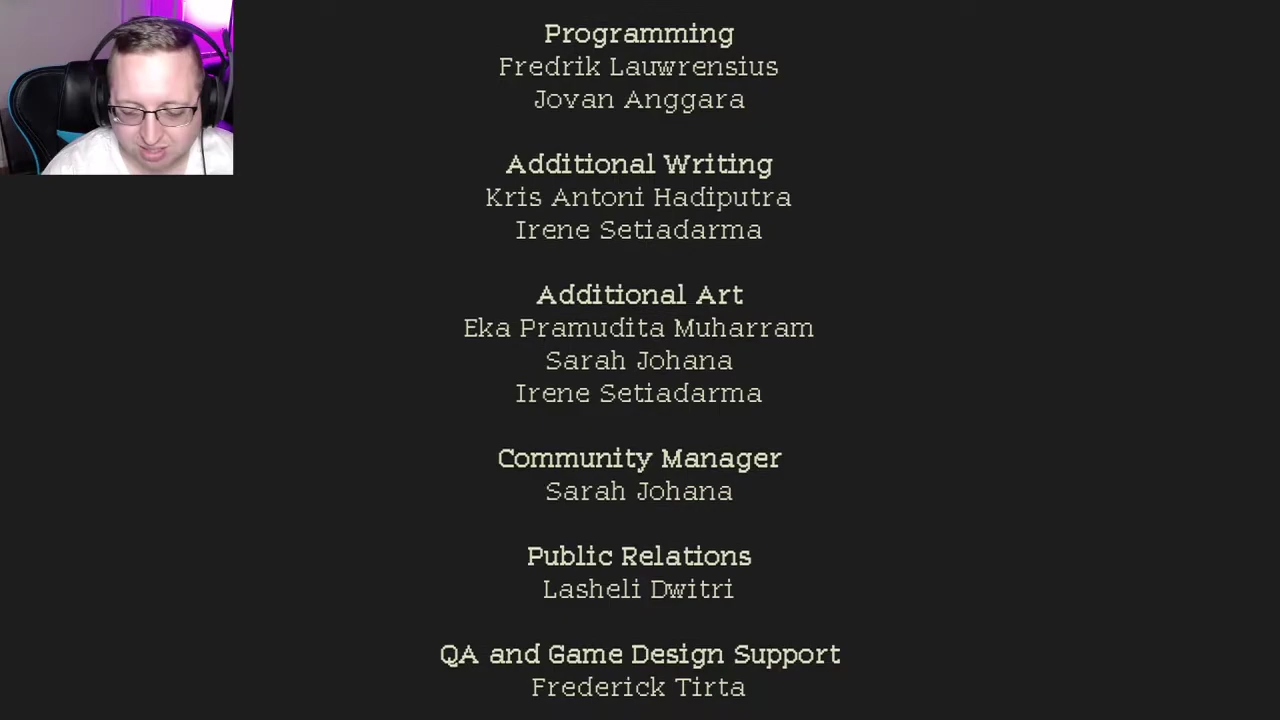 Programming
Fredrik Lauwrensius
Jovan Anggara
Additional Writing
Kris Antoni Hadiputra
Irene Setiadarma
Additional Art
Eka Pramudita Muharram
Sarah Johana
Irene Setiadarma
Community Manager
Sarah Johana
Public Relations
Lasheli Dwitri
QA and Game Design Support
Frederick Tirta